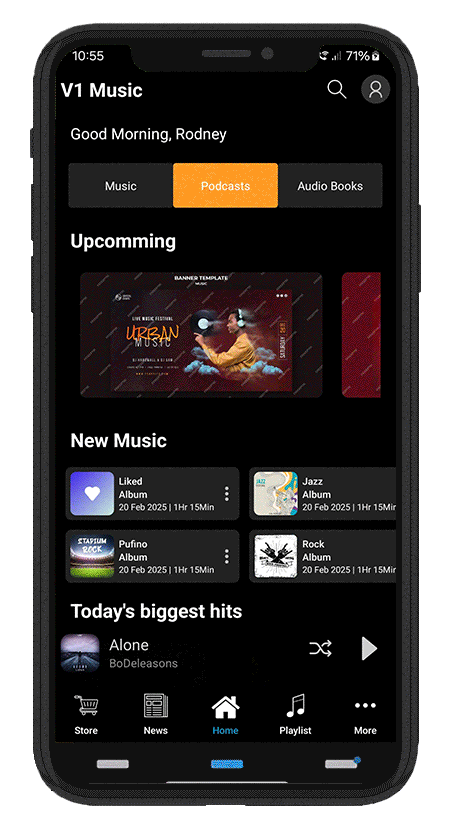 10:55
71%
V1 Music
Good Morning, Rodney
Music
Podcasts
Audio Books
Upcomming
BANNER TEMPLATE
MUSIC
LIVE MUSIC FESTIVAL
URBAN
MUSIC
SATURDAY
New Music
Liked
Album
20 Feb 2025 | 1Hr 15Min
Jazz
Album
20 Feb 2025 | 1Hr 15Min
JAZZ
STADIUM
ROCK
Pufino
Album
20 Feb 2025 | 1Hr 15Min
Rock
Album
20 Feb 2025 | 1Hr 15Min
Today's biggest hits
Alone
BoDeleasons
Store
News
Home
Playlist
More